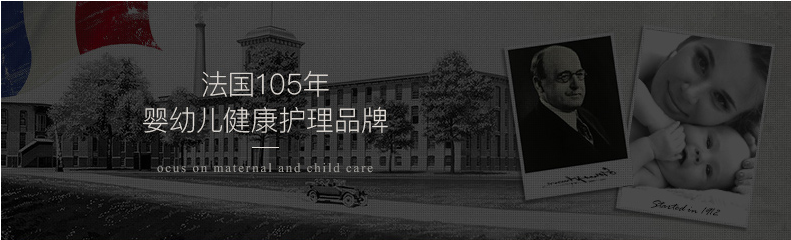 法国105年
婴幼儿健康护理品牌
ocus on maternal and child care
Started in 1912